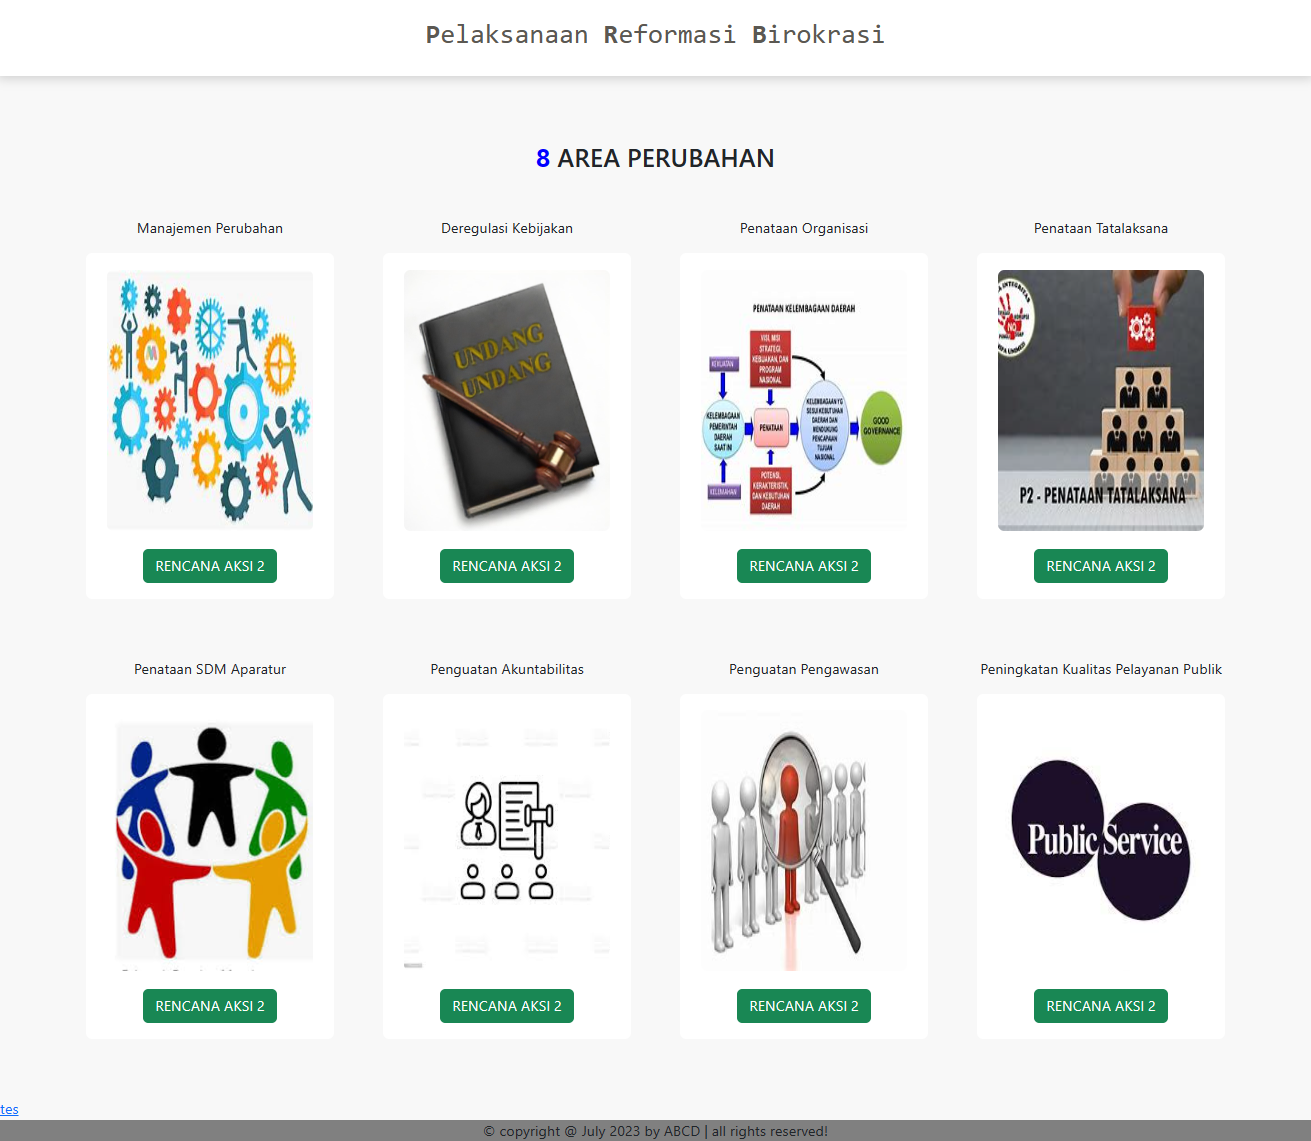 Pelaksanaan Reformasi Birokrasi
8 AREA PERUBAHAN
Manajemen Perubahan
Deregulasi Kebijakan
Penataan Organisasi
Penataan Tatalaksana
UNDANG
UNDANG
PENATAAN KELEMBAGAAN DAERAH
KEKUATAN
VISI, MISI
STRATEGI,
KEBIJAKAN, DAN
PROGRAM
NASIONAL
KELEMBAGAAN
PEMERINTAH
DAERAH
SAAT INI
PENATAAN
KELEMBAGAAN YG
SESUAI KEBUTUHAN
DAERAH DAN
MENDUKUNG
PENCAPAIAN
TUJUAN
NASIONAL
GOOD
GOVERNANCE
KELEMAHAN
POTENSI,
KERAKTERISTIK,
DAN KEBUTUHAN
DAERAH
NO
P2 - PENATAAN TATALAKSANA
RENCANA AKSI 2
RENCANA AKSI 2
RENCANA AKSI 2
RENCANA AKSI 2
Penataan SDM Aparatur
Penguatan Akuntabilitas
Penguatan Pengawasan
Peningkatan Kualitas Pelayanan Publik
Public Service
RENCANA AKSI 2
RENCANA AKSI 2
RENCANA AKSI 2
RENCANA AKSI 2
tes
© copyright @ July 2023 by ABCD | all rights reserved!